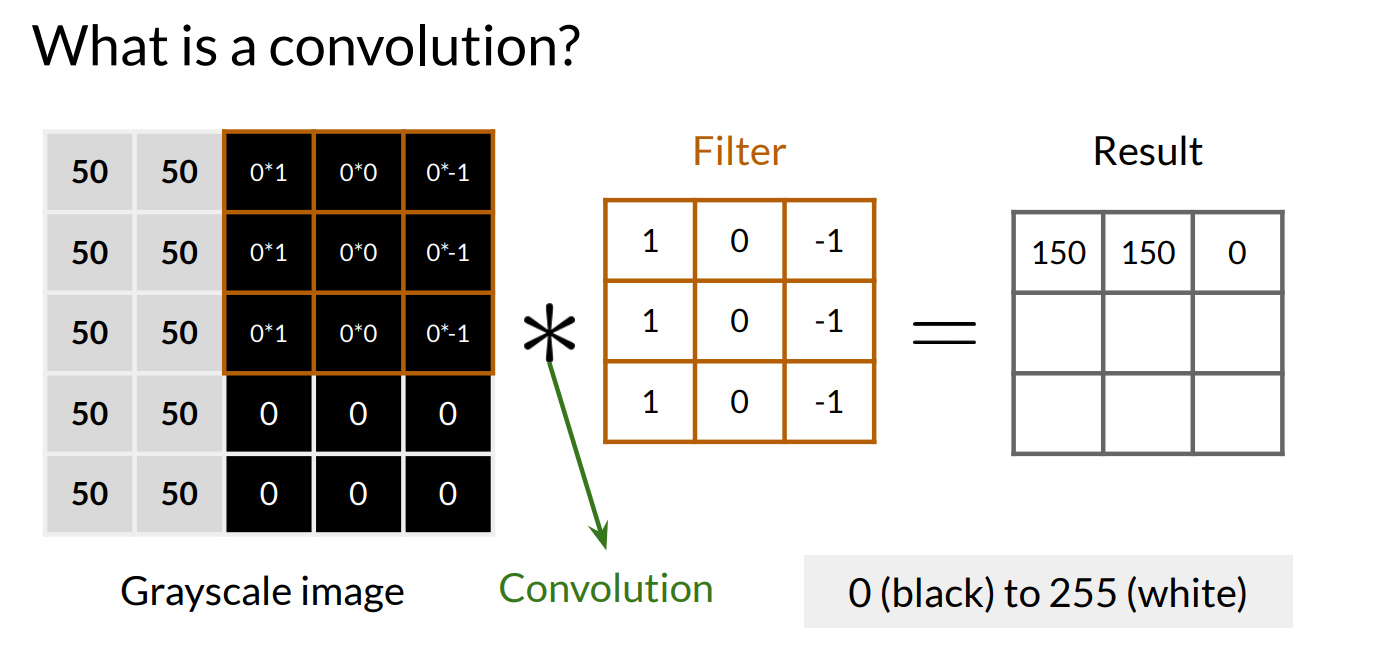 What is a convolution?
50 50 0*1 0*0 0*-1
50 50 0*1 0*0 0*-1
50 50 0*1 0*0 0*-1
50 50 0 0 0
50 50 0 0 0
Grayscale image
*
Convolution
Filter
1 0 -1
1 0 -1
1 0 -1
=
Result
150 150 0
0 (black) to 255 (white)